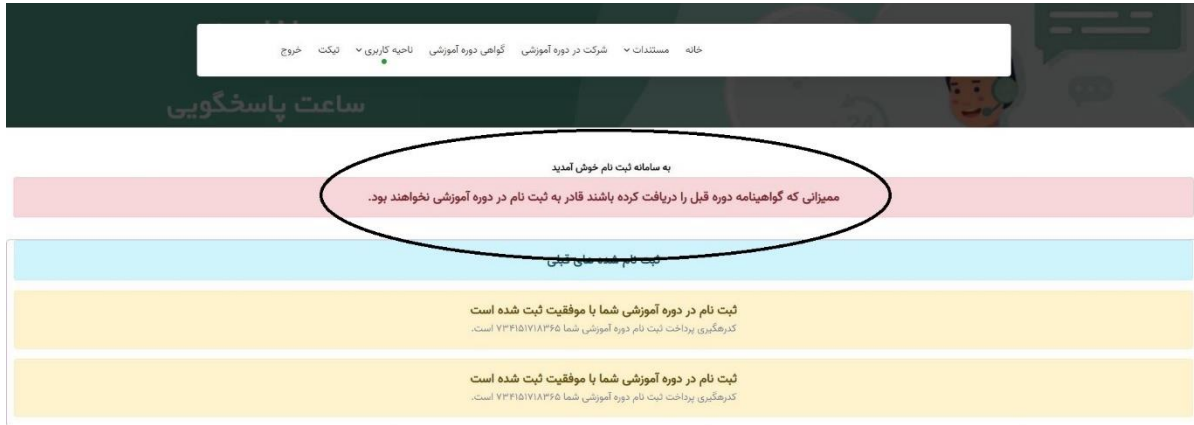 خانه مستندات شرکت در دوره آموزشی گواهی دوره آموزشی ناحیه کاربری تیکت خروج
ساعت پاسخگویی
به سامانه ثبت نام خوش آمدید
ممیزانی که گواهینامه دوره قبل را دریافت کرده باشند قادر به ثبت نام در دوره آموزشی نخواهند بود.
ثبت نام شده های قبلی
ثبت نام در دوره آموزشی شما با موفقیت ثبت شده است
کدرهگیری پرداخت ثبت نام دوره آموزشی شما ۷۳۴۱۵۱۷۱۸۳۶۵ است.
ثبت نام در دوره آموزشی شما با موفقیت ثبت شده است
کدرهگیری پرداخت ثبت نام دوره آموزشی شما ۷۳۴۱۵۱۷۱۸۳۶۵ است.